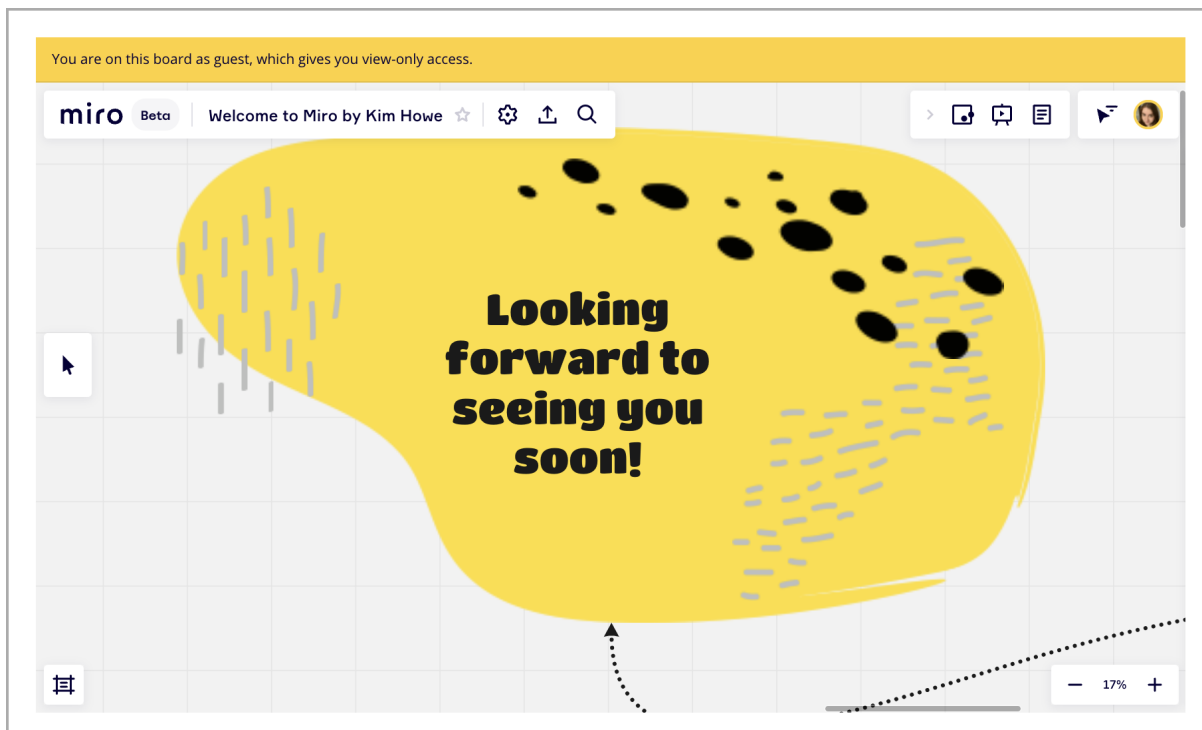 You are on this board as guest, which gives you view-only access.
miro Beta Welcome to Miro by Kim Howe
Looking
forward to
seeing you
soon!
17%